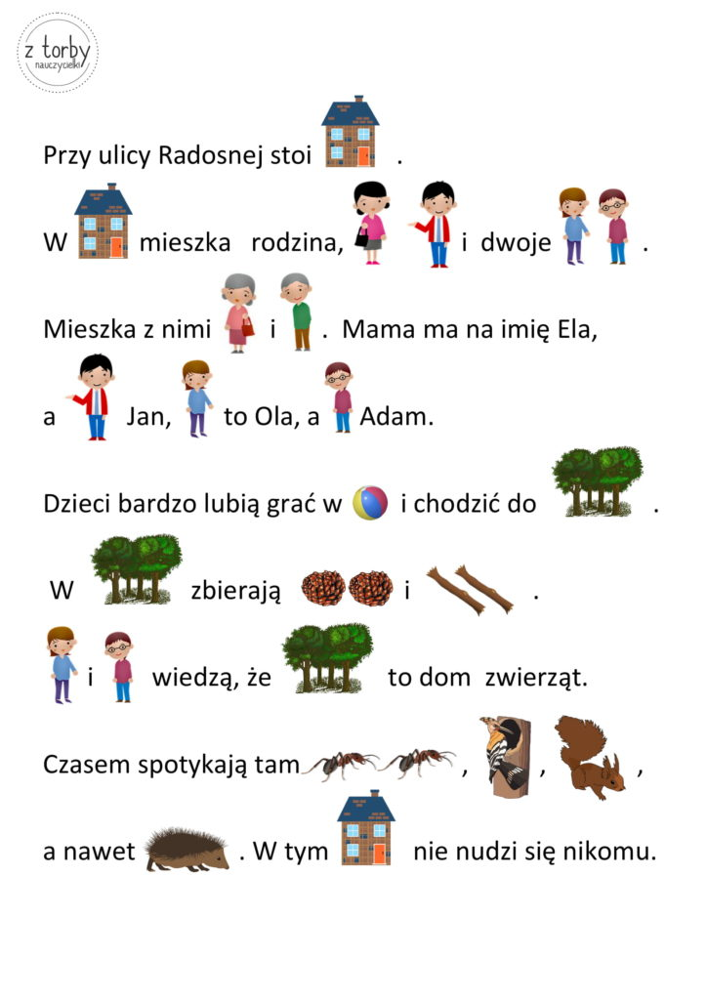 z torby
nauczycielki
Przy ulicy Radosnej stoi .
W mieszka rodzina, i dwoje .
Mieszka z nimi i . Mama ma na imię Ela,
a Jan, to Ola, a Adam.
Dzieci bardzo lubią grać w i chodzić do .
W zbierają i .
i wiedzą, że to dom zwierząt.
Czasem spotykają tam , , ,
a nawet . W tym nie nudzi się nikomu.